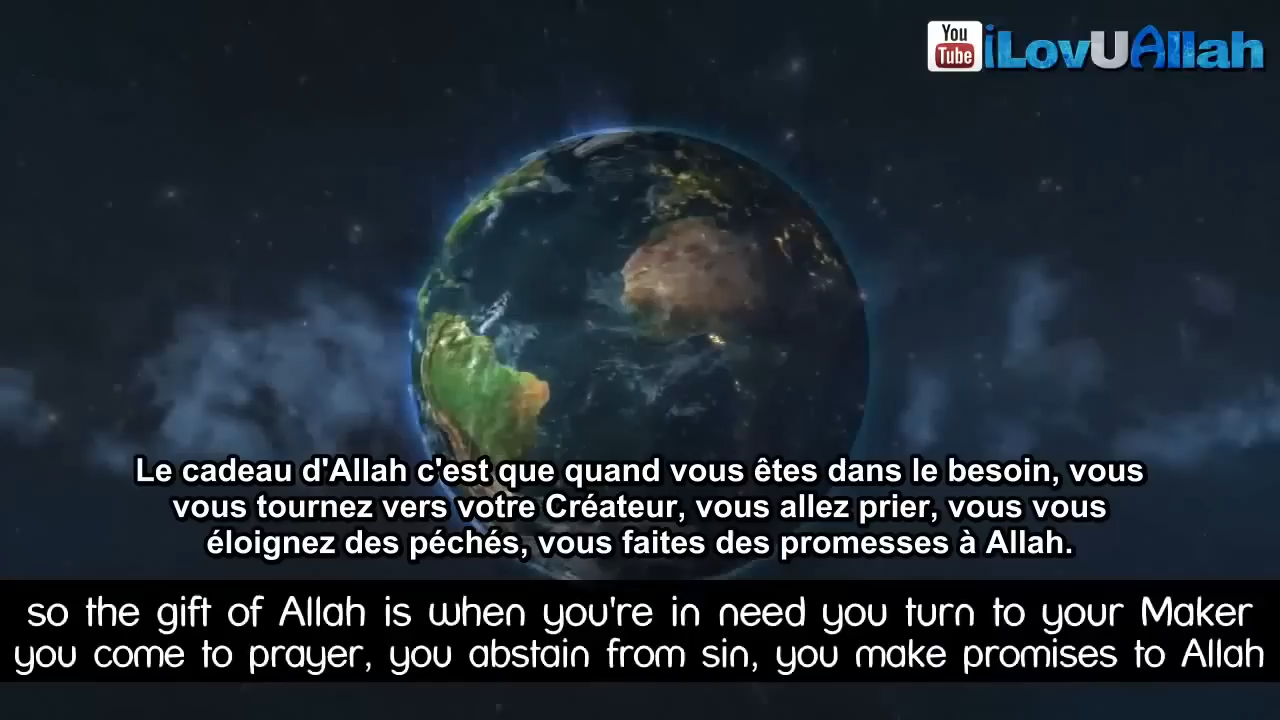 You
Tube
iLovUAllah
Le cadeau d'Allah c'est que quand vous êtes dans le besoin, vous
vous tournez vers votre Créateur, vous allez prier, vous vous
éloignez des péchés, vous faites des promesses à Allah.
so the gift of Allah is when you're in need you turn to your Maker
you come to prayer, you abstain from sin, you make promises to Allah